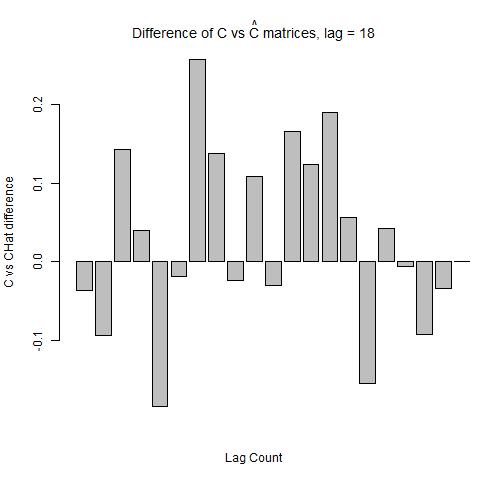 Difference of C vs Ĉ matrices, lag = 18
C vs CHat difference
0.2
0.1
0.0
-0.1
Lag Count